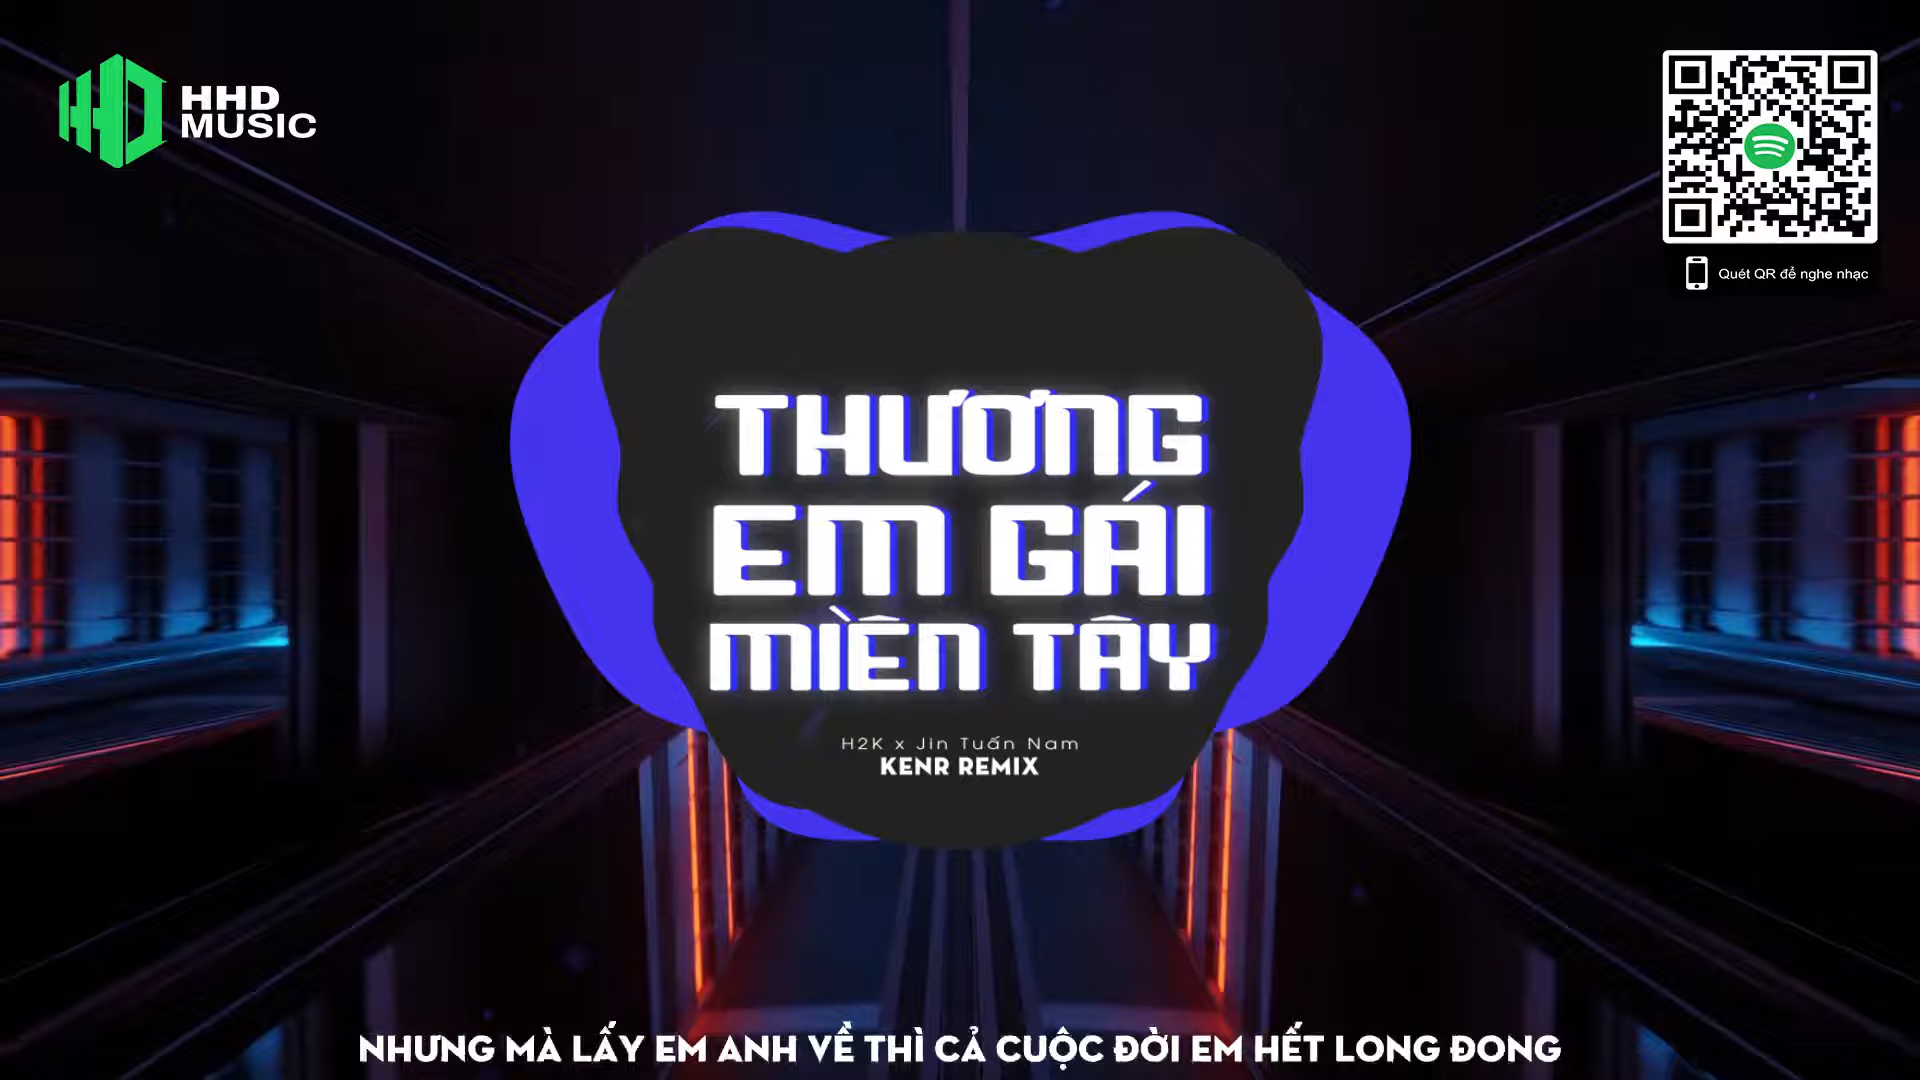 HHD
MUSIC
Quét QR để nghe nhạc
THƯƠNG
EM GÁI
MIỀN TÂY
H2K x Jin Tuấn Nam
KENR REMIX
NHƯNG MÀ LẤY EM ANH VỀ THÌ CẢ CUỘC ĐỜI EM HẾT LONG ĐONG